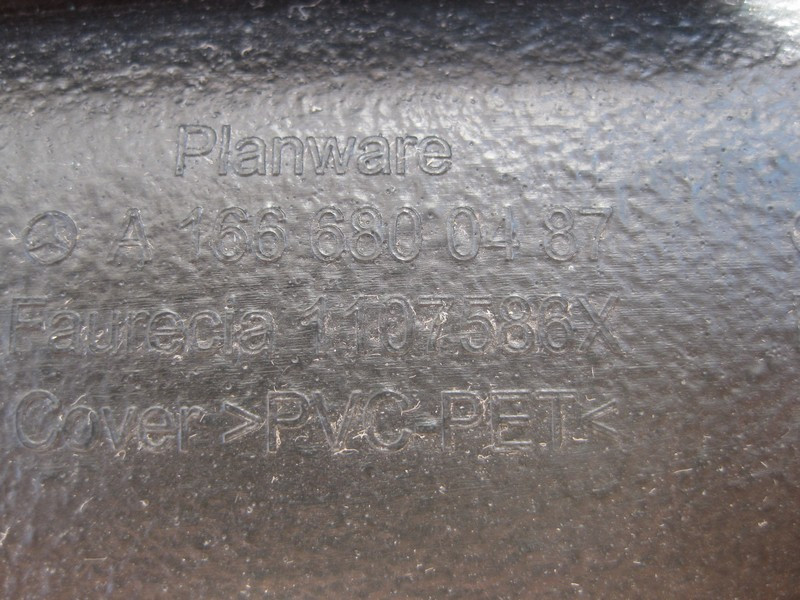 Planware
A 166 680 04 87
Faurecia 1107586X
Cover >PVC-PET<